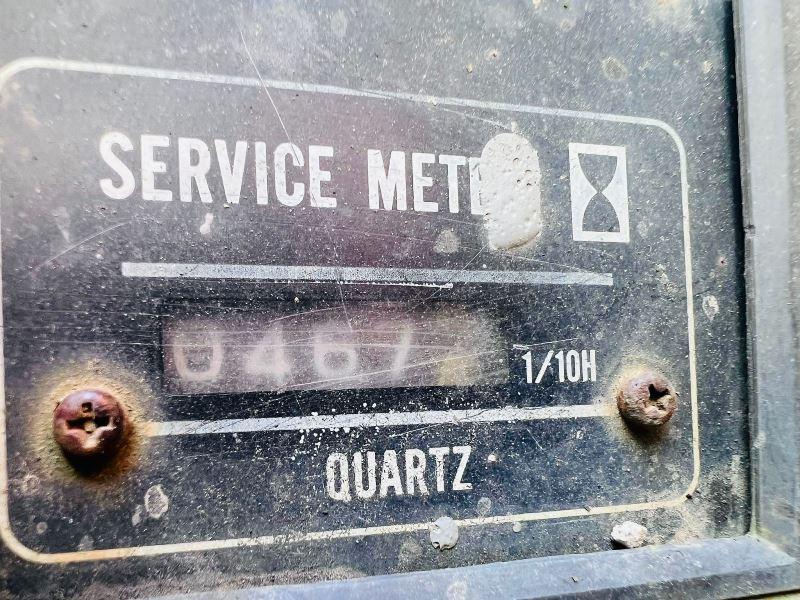 SERVICE METE
0467
1/10H
QUARTZ